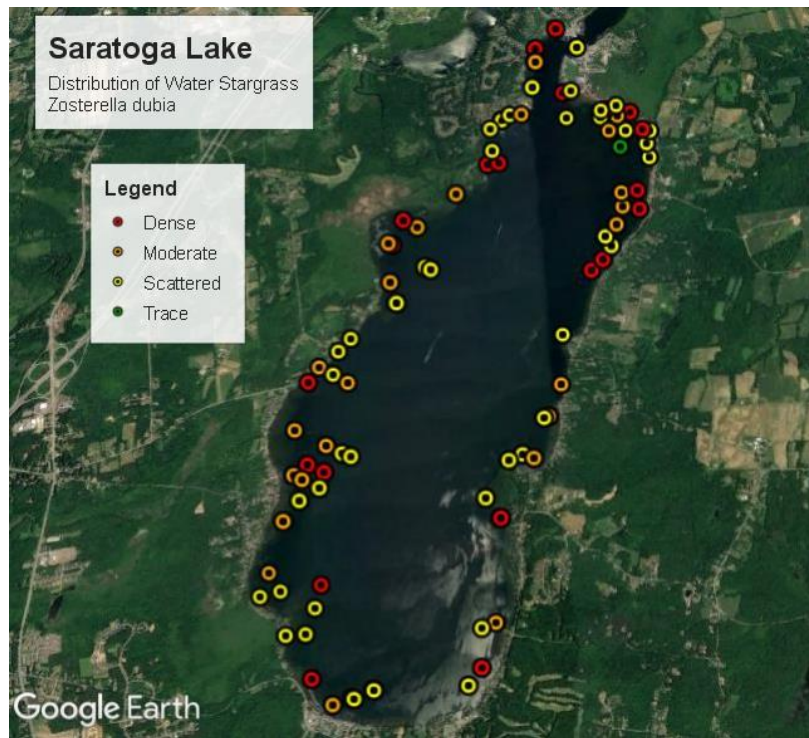 Saratoga Lake
Distribution of Water Stargrass
Zosterella dubia
Legend
Dense
Moderate
Scattered
Trace
Google Earth